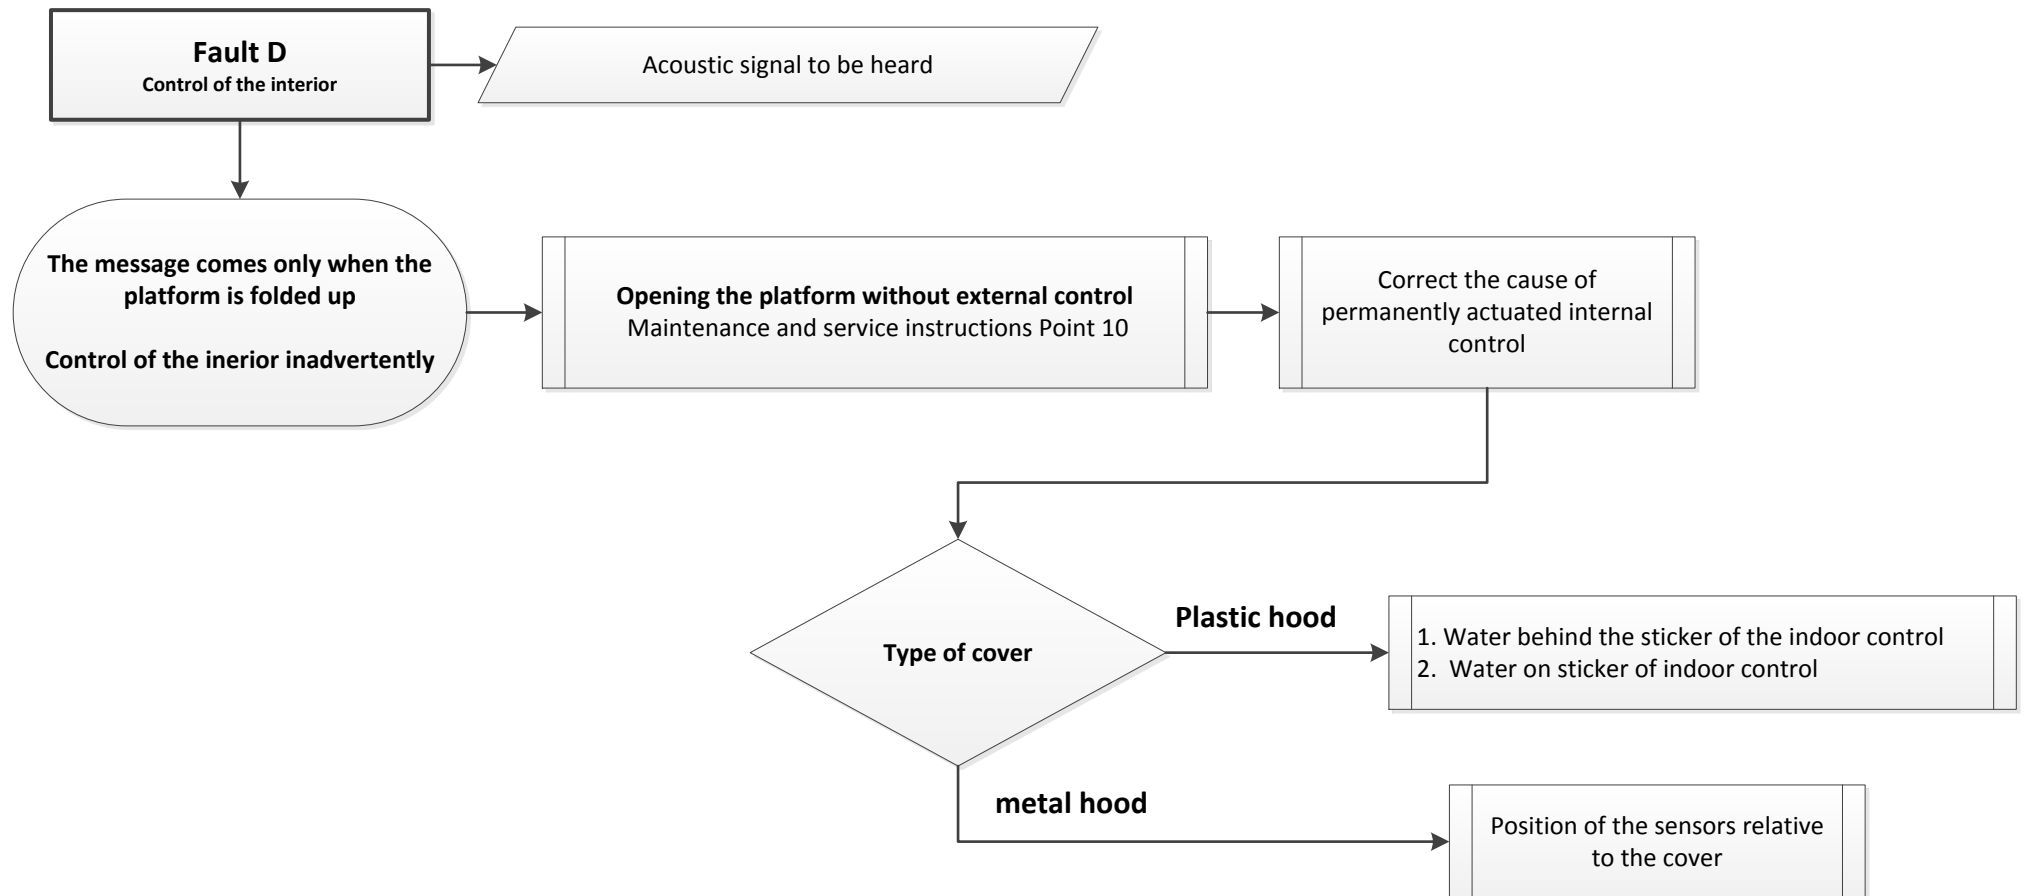 Fault D
Control of the interior
Acoustic signal to be heard
The message comes only when the
platform is folded up
Control of the inerior inadvertently
Opening the platform without external control
Maintenance and service instructions Point 10
Correct the cause of
permanently actuated internal
control
Type of cover
Plastic hood
1. Water behind the sticker of the indoor control
2. Water on sticker of indoor control
metal hood
Position of the sensors relative
to the cover